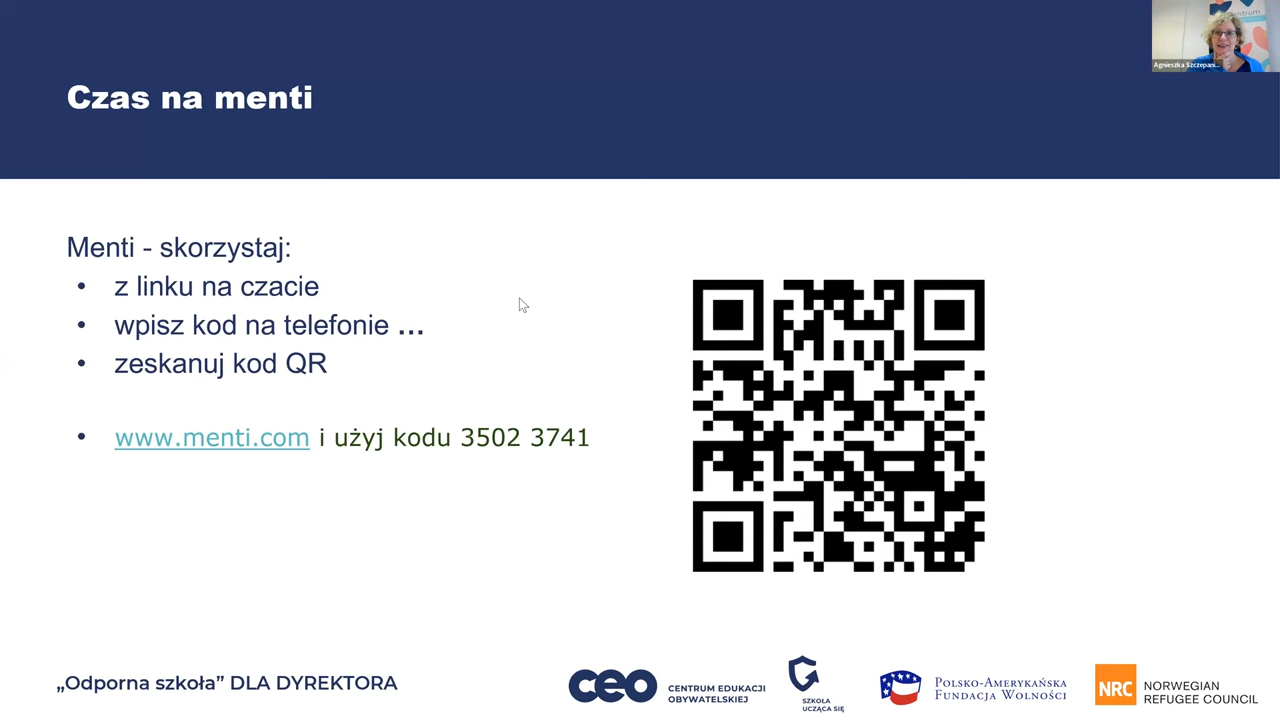 Czas na menti
Agnieszka Szczepani...
Menti - skorzystaj:
• z linku na czacie
• wpisz kod na telefonie ...
• zeskanuj kod QR
• www.menti.com i użyj kodu 3502 3741
„Odporna szkoła” DLA DYREKTORA
ceo
CENTRUM EDUKACJI
OBYWATELSKIEJ
SZKOŁA
UCZĄCA SIĘ
POLSKO-AMERYKAŃSKA
FUNDACJA WOLNOŚCI
NRC
NORWEGIAN
REFUGEE COUNCIL